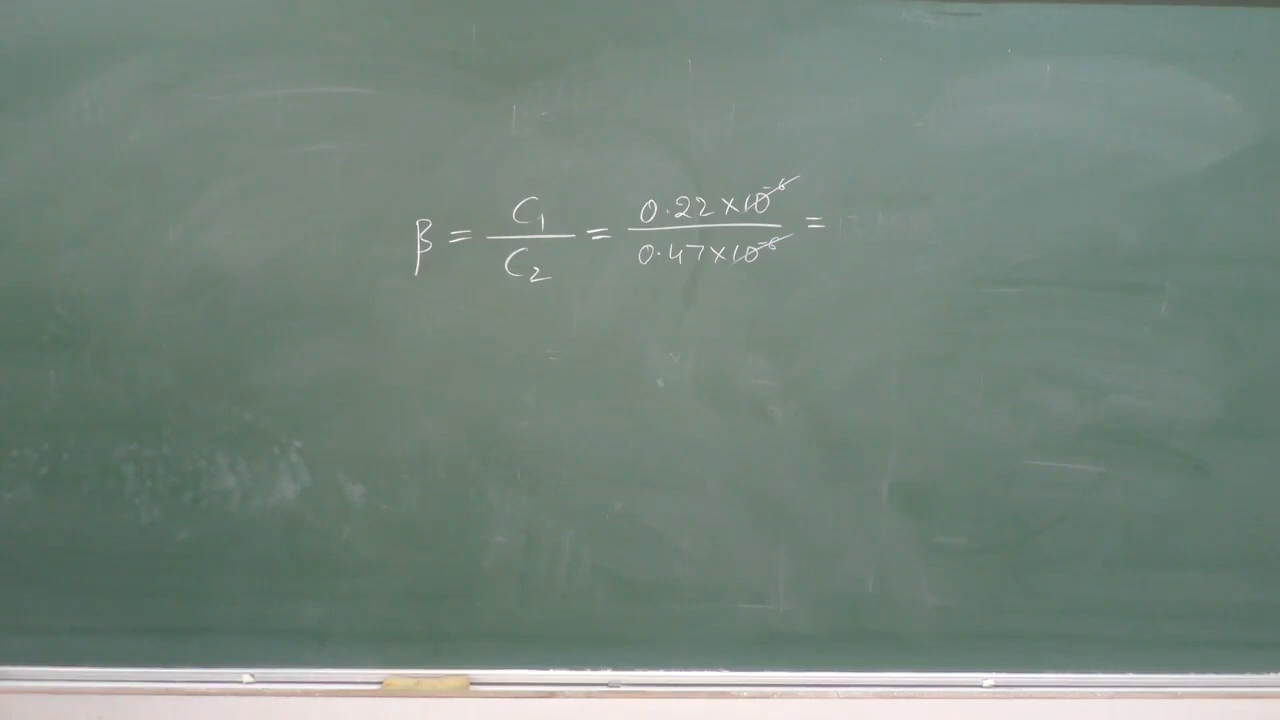 β = C₁/C₂ = 0.22×10⁻⁶/0.47×10⁻⁶ =